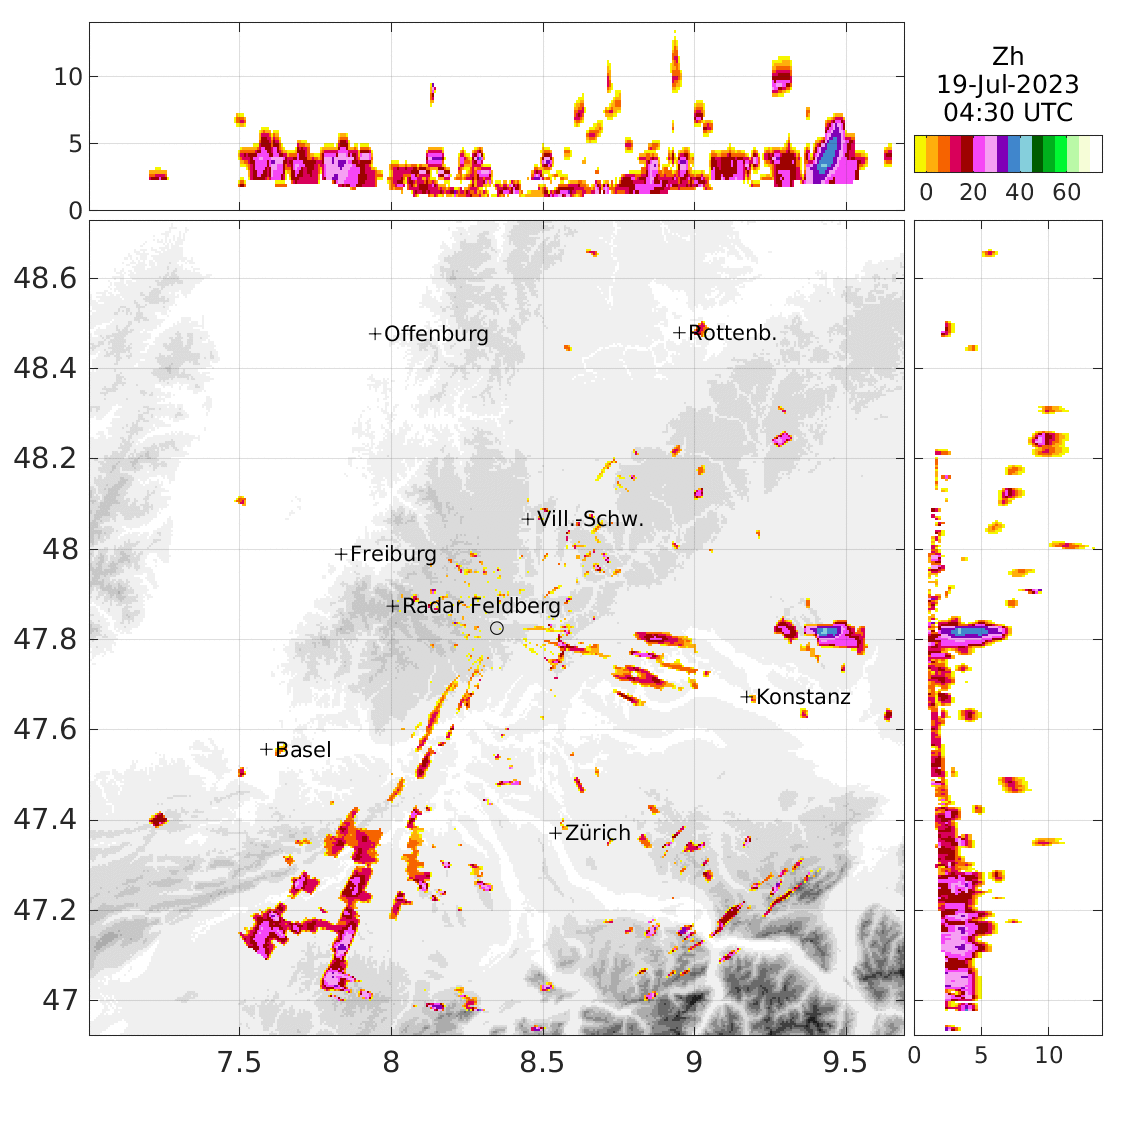 10
5
0
Zh
19-Jul-2023
04:30 UTC
0 20 40 60
48.6
48.4
48.2
48
47.8
47.6
47.4
47.2
47
+Offenburg
+Rottenb.
+Vill.-Schw.
+Freiburg
+Radar Feldberg
+Konstanz
+Basel
+Zürich
7.5 8 8.5 9 9.5
0 5 10